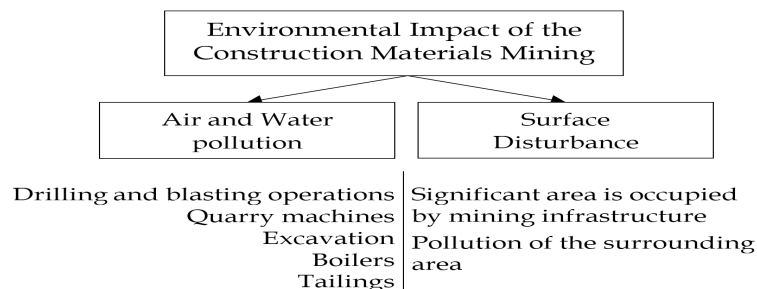 Environmental Impact of the
Construction Materials Mining
Air and Water
pollution
Surface
Disturbance
Drilling and blasting operations
Quarry machines
Excavation
Boilers
Tailings
Significant area is occupied
by mining infrastructure
Pollution of the surrounding
area